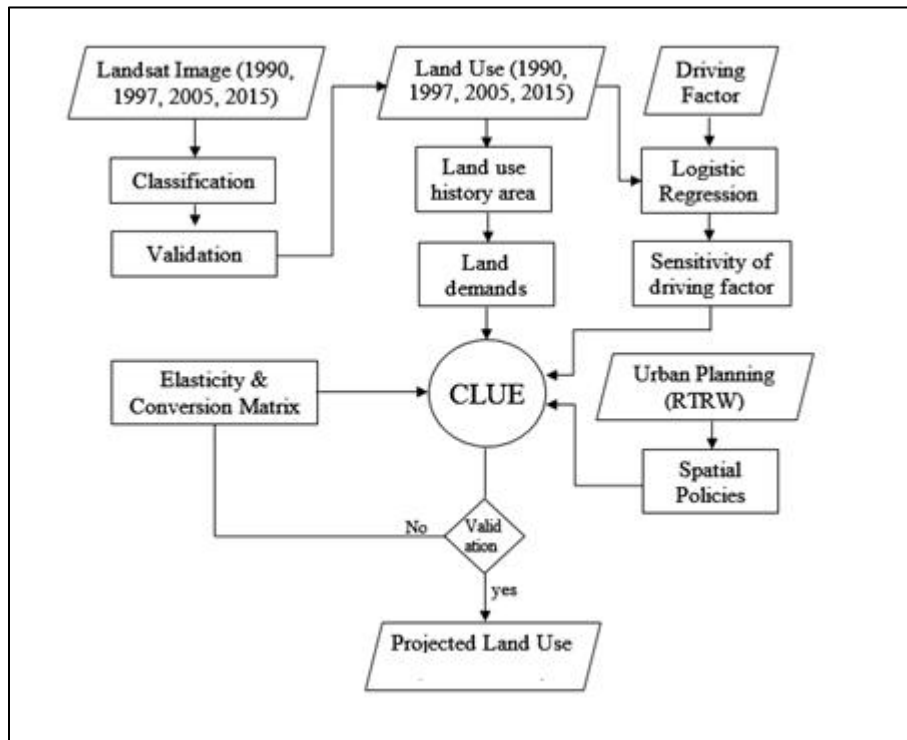 Landsat Image (1990,
1997, 2005, 2015)
Land Use (1990,
1997, 2005, 2015)
Driving
Factor
Classification
Land use
history area
Logistic
Regression
Validation
Land
demands
Sensitivity of
driving factor
Elasticity &
Conversion Matrix
CLUE
Urban Planning
(RTRW)
Spatial
Policies
No
Valid
ation
yes
Projected Land Use